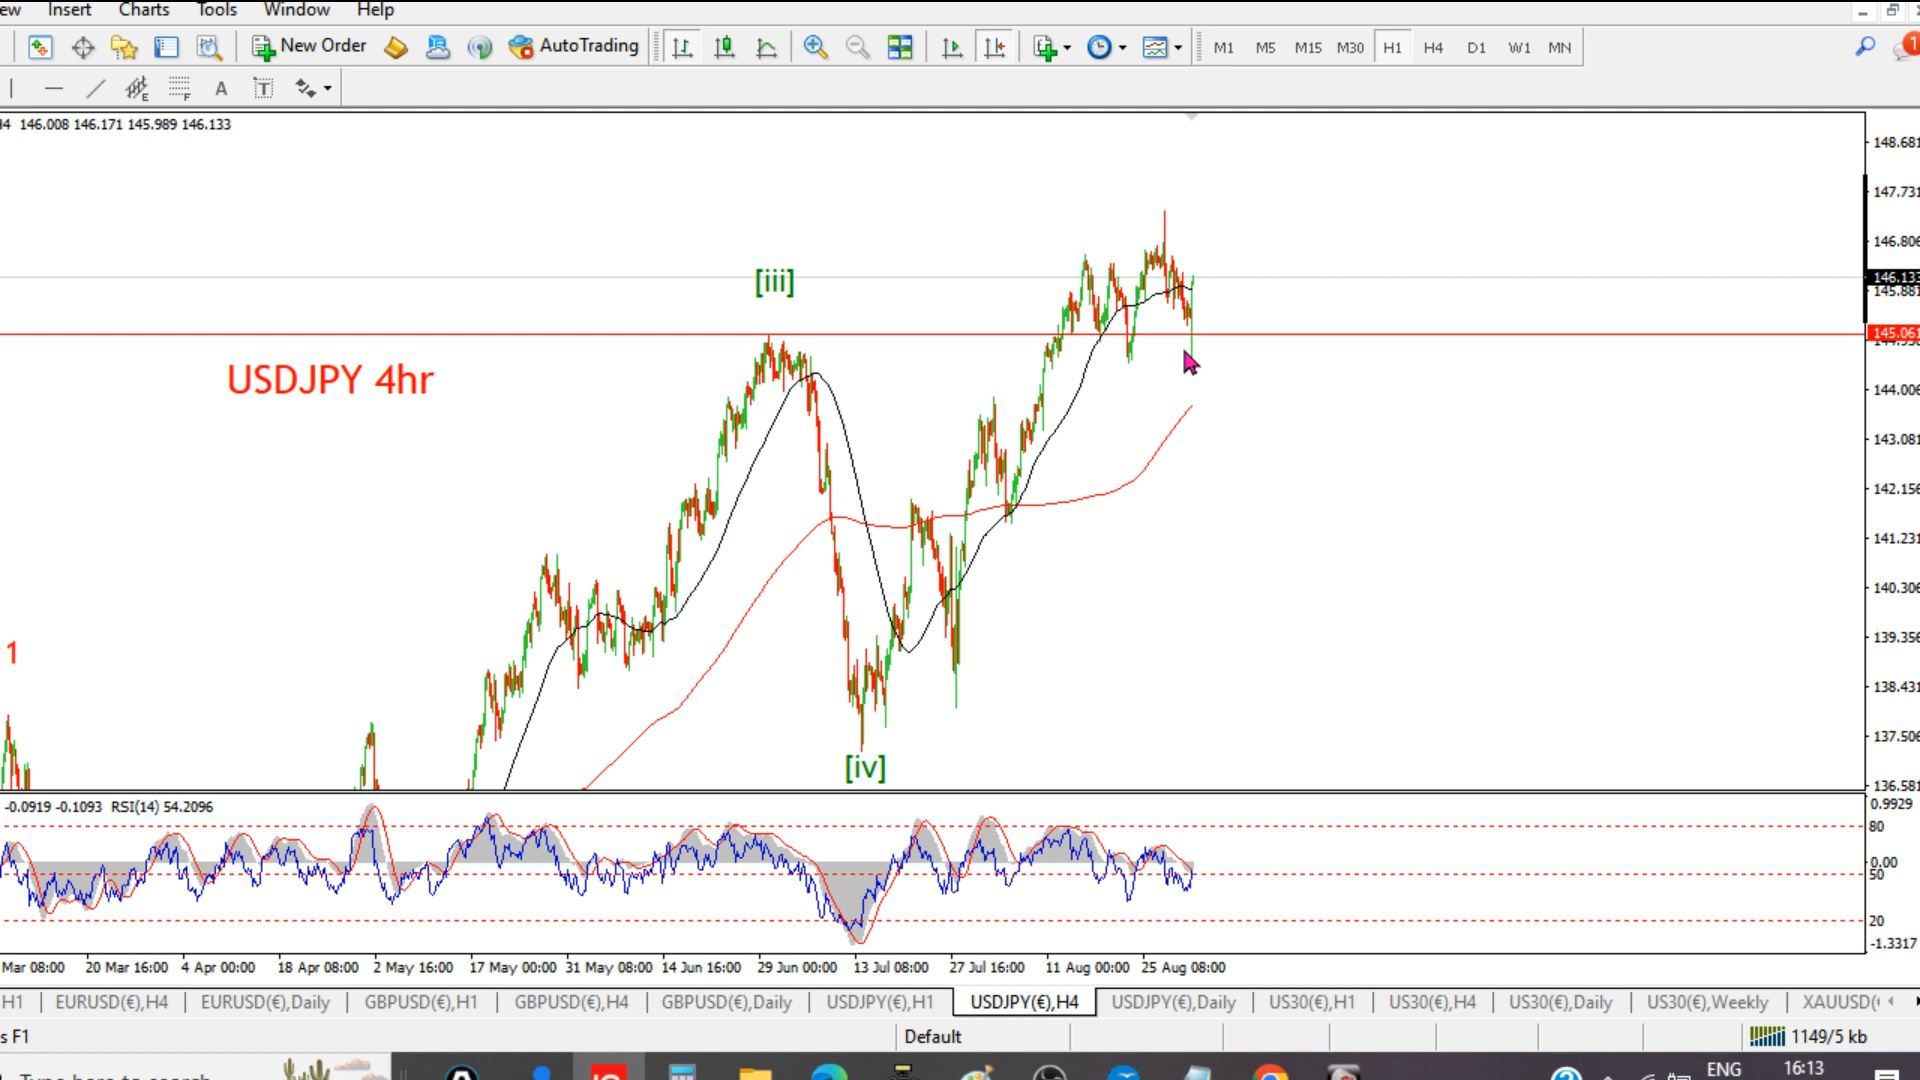 ew Insert Charts Tools Window Help
New Order AutoTrading M1 M5 M15 M30 H1 H4 D1 W1 MN 1
E F A T
H4 146.008 146.171 145.989 146.133
148.681
147.731
146.806
146.133
145.881
145.061
144.006
143.081
142.156
141.231
140.306
139.356
138.431
137.506
136.581
[iii]
USDJPY 4hr
1
[iv]
-0.0919 -0.1093 RSI(14) 54.2096
0.9929
80
0.00
50
20
-1.3317
Mar 08:00 20 Mar 16:00 4 Apr 00:00 18 Apr 08:00 2 May 16:00 17 May 00:00 31 May 08:00 14 Jun 16:00 29 Jun 00:00 13 Jul 08:00 27 Jul 16:00 11 Aug 00:00 25 Aug 08:00
H1 EURUSD(€),H4 EURUSD(€),Daily GBPUSD(€),H1 GBPUSD(€),H4 GBPUSD(€),Daily USDJPY(€),H1 USDJPY(€),H4 USDJPY(€),Daily US30(€),H1 US30(€),H4 US30(€),Daily US30(€),Weekly XAUUSD(
s F1 Default 1149/5 kb
Type here to search ENG 16:13